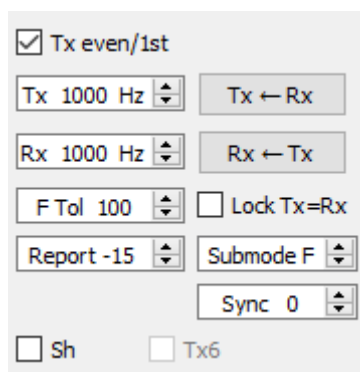 Tx even/1st
Tx 1000 Hz Tx ← Rx
Rx 1000 Hz Rx ← Tx
F Tol 100 Lock Tx=Rx
Report -15 Submode F
Sync 0
Sh Tx6